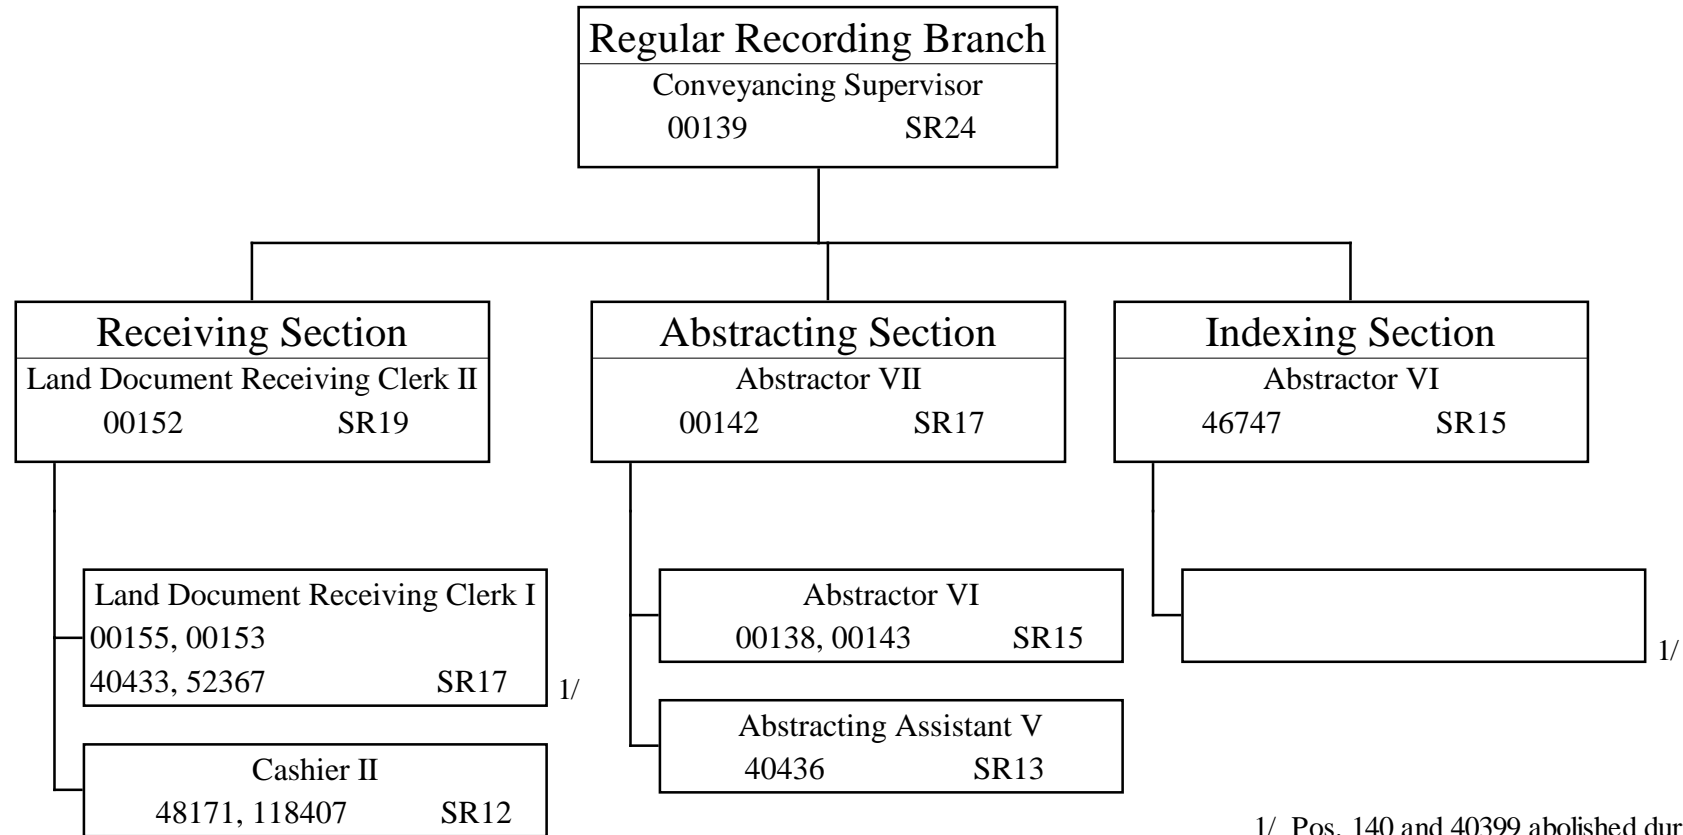 Regular Recording Branch
Conveyancing Supervisor
00139 SR24
Receiving Section
Land Document Receiving Clerk II
00152 SR19
Abstracting Section
Abstractor VII
00142 SR17
Indexing Section
Abstractor VI
46747 SR15
Land Document Receiving Clerk I
00155, 00153
40433, 52367 SR17 1/
Cashier II
48171, 118407 SR12
Abstractor VI
00138, 00143 SR15
Abstracting Assistant V
40436 SR13
1/
1/ Pos. 140 and 40399 abolished dur